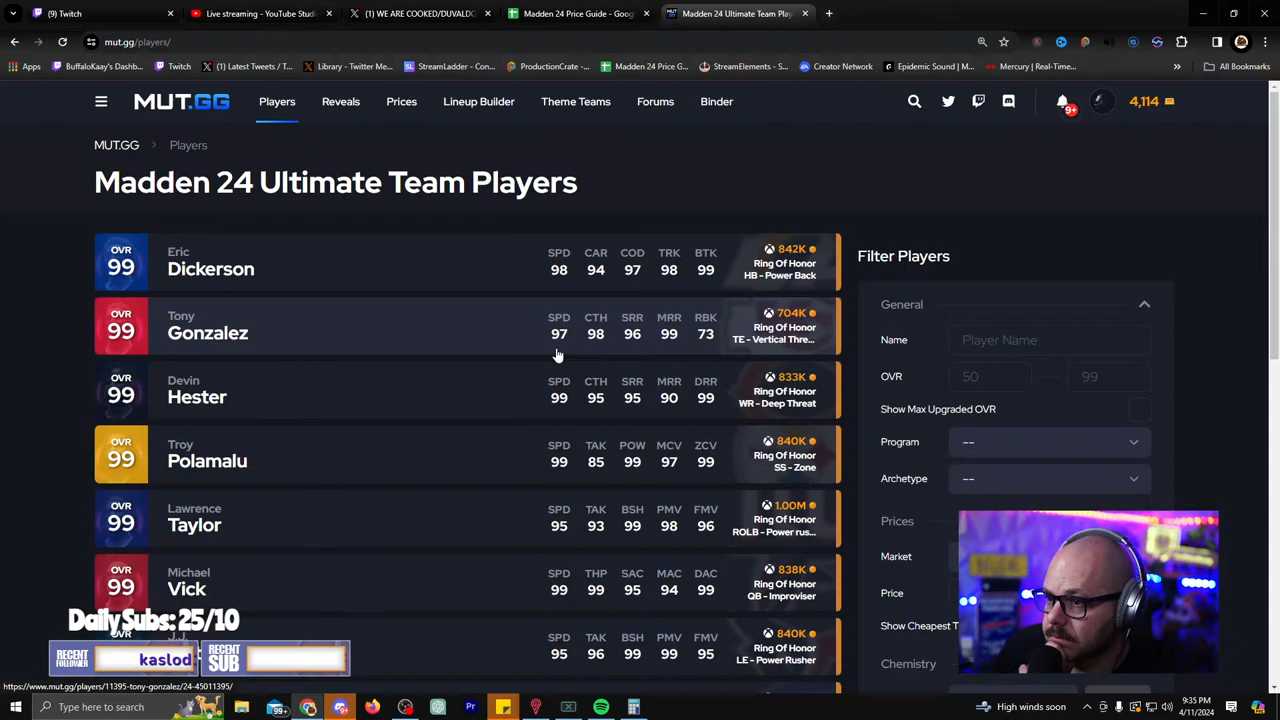 Twitch
Live streaming - YouTube Studi
(1) WE ARE COOKED/DUVALDC
Madden 24 Price Guide - Goog
Madden 24 Ultimate Team Play
mut.gg/players/
Apps
BuffaloKaay's Dashb...
Twitch
Latest Tweets / T...
Library - Twitter Me...
StreamLadder - Con...
ProductionCrate - F...
Madden 24 Price G...
StreamElements - S...
Creator Network
Epidemic Sound | M...
Mercury | Real-Time...
All Bookmarks
MUT.GG
Players
Reveals
Prices
Lineup Builder
Theme Teams
Forums
Binder
9+
4,114
MUT.GG > Players
Madden 24 Ultimate Team Players
OVR 99 Eric Dickerson
SPD CAR COD TRK BTK
98 94 97 98 99
842K
Ring Of Honor
HB - Power Back
OVR 99 Tony Gonzalez
SPD CTH SRR MRR RBK
97 98 96 99 73
704K
Ring Of Honor
TE - Vertical Thre...
OVR 99 Devin Hester
SPD CTH SRR MRR DRR
99 95 95 90 99
833K
Ring Of Honor
WR - Deep Threat
OVR 99 Troy Polamalu
SPD TAK POW MCV ZCV
99 85 99 97 99
840K
Ring Of Honor
SS - Zone
OVR 99 Lawrence Taylor
SPD TAK BSH PMV FMV
95 93 99 98 96
1.00M
Ring Of Honor
ROLB - Power rus...
OVR 99 Michael Vick
SPD THP SAC MAC DAC
99 99 95 94 99
838K
Ring Of Honor
QB - Improviser
OVR J.J.
SPD TAK BSH PMV FMV
95 96 99 99 95
840K
Ring Of Honor
LE - Power Rusher
Filter Players
General
Name Player Name
OVR 50 99
Show Max Upgraded OVR
Program --
Archetype --
Prices
Market
Price
Show Cheapest T
Chemistry
Daily Subs: 25/10
RECENT FOLLOWER
kaslod
RECENT SUB
https://www.mut.gg/players/11395-tony-gonzalez/24-45011395/
Type here to search
99+
High winds soon
9:35 PM
4/11/2024